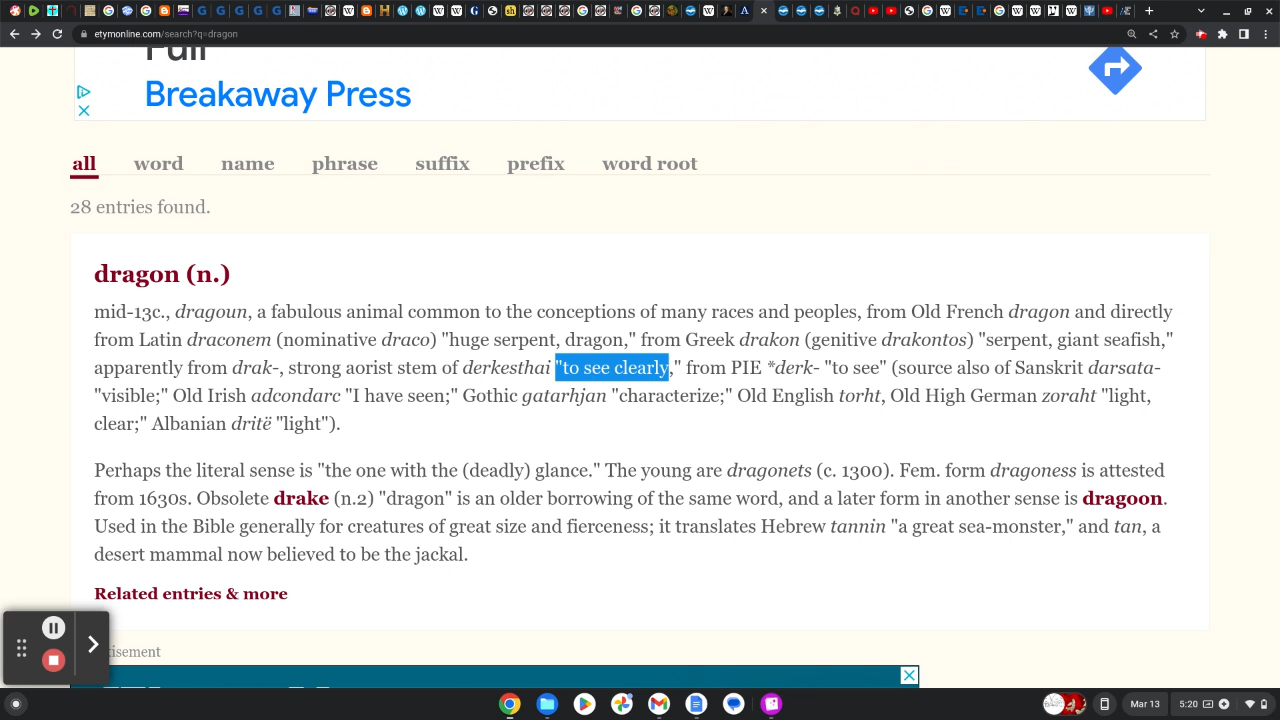 etymonline.com/search?q=dragon
Full
Breakaway Press
all word name phrase suffix prefix word root
28 entries found.
dragon (n.)
mid-13c., dragoun, a fabulous animal common to the conceptions of many races and peoples, from Old French dragon and directly
from Latin draconem (nominative draco) "huge serpent, dragon," from Greek drakon (genitive drakontos) "serpent, giant seafish,"
apparently from drak-, strong aorist stem of derkesthai "to see clearly," from PIE *derk- "to see" (source also of Sanskrit darsata-
"visible;" Old Irish adcondarc "I have seen;" Gothic gatarhjan "characterize;" Old English torht, Old High German zoraht "light,
clear;" Albanian dritë "light").
Perhaps the literal sense is "the one with the (deadly) glance." The young are dragonets (c. 1300). Fem. form dragoness is attested
from 1630s. Obsolete drake (n.2) "dragon" is an older borrowing of the same word, and a later form in another sense is dragoon.
Used in the Bible generally for creatures of great size and fierceness; it translates Hebrew tannin "a great sea-monster," and tan, a
desert mammal now believed to be the jackal.
Related entries & more
isement
Mar 13 5:20